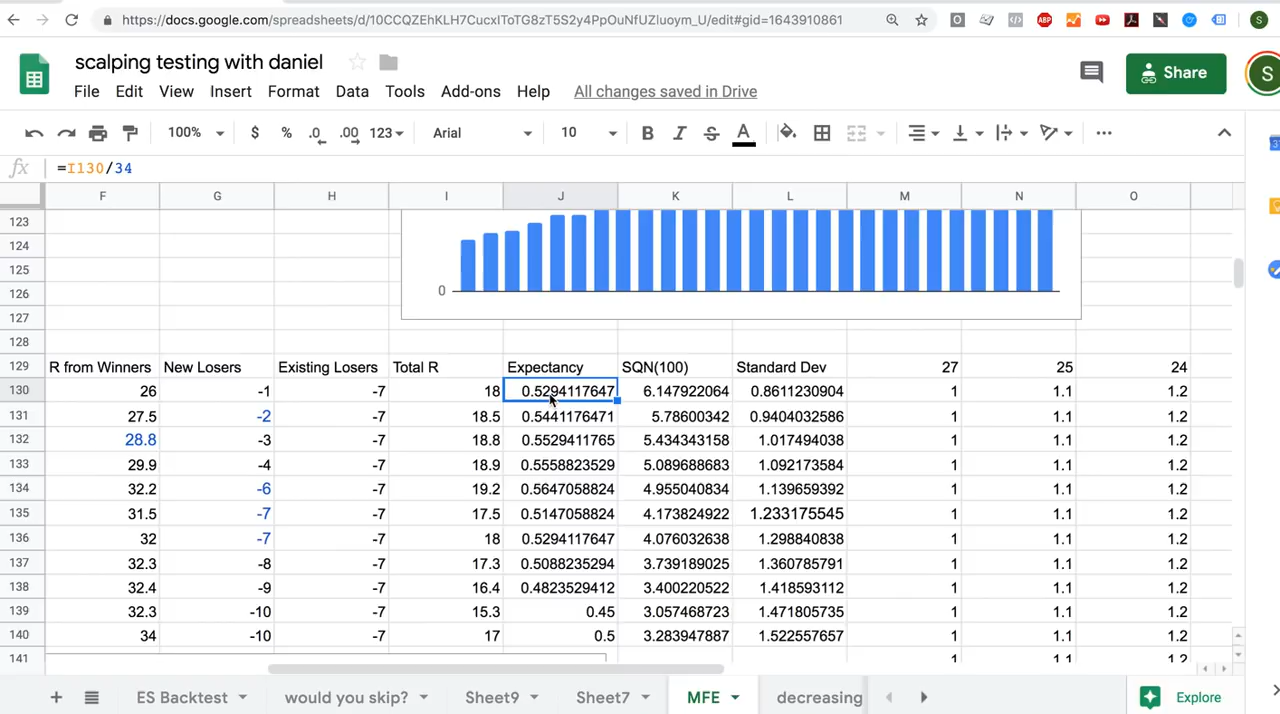 https://docs.google.com/spreadsheets/d/10CCQZEhKLH7CucxIToTG8zT5S2y4PpOuNfUZluoym_U/edit#gid=1643910861
scalping testing with daniel
File Edit View Insert Format Data Tools Add-ons Help All changes saved in Drive
Share
S
100% $ % .0 .00 123 Arial 10 B I S A
fx =I130/34
F G H I J K L M N O
123
124
125
126 0
127
128
129 R from Winners New Losers Existing Losers Total R Expectancy SQN(100) Standard Dev 27 25 24
130 26 -1 -7 18 0.5294117647 6.147922064 0.8611230904 1 1.1 1.2
131 27.5 -2 -7 18.5 0.5441176471 5.78600342 0.9404032586 1 1.1 1.2
132 28.8 -3 -7 18.8 0.5529411765 5.434343158 1.017494038 1 1.1 1.2
133 29.9 -4 -7 18.9 0.5558823529 5.089688683 1.092173584 1 1.1 1.2
134 32.2 -6 -7 19.2 0.5647058824 4.955040834 1.139659392 1 1.1 1.2
135 31.5 -7 -7 17.5 0.5147058824 4.173824922 1.233175545 1 1.1 1.2
136 32 -7 -7 18 0.5294117647 4.076032638 1.298840838 1 1.1 1.2
137 32.3 -8 -7 17.3 0.5088235294 3.739189025 1.360785791 1 1.1 1.2
138 32.4 -9 -7 16.4 0.4823529412 3.400220522 1.418593112 1 1.1 1.2
139 32.3 -10 -7 15.3 0.45 3.057468723 1.471805735 1 1.1 1.2
140 34 -10 -7 17 0.5 3.283947887 1.522557657 1 1.1 1.2
141 1 1.1 1.2
ES Backtest would you skip? Sheet9 Sheet7 MFE decreasing Explore